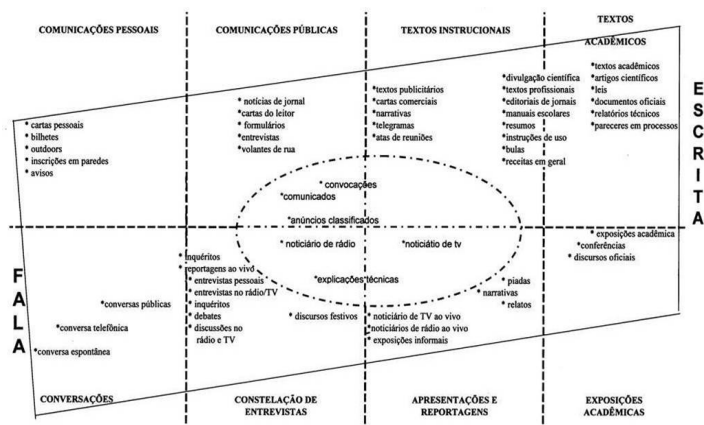 COMUNICAÇÕES PESSOAIS
COMUNICAÇÕES PÚBLICAS
TEXTOS INSTRUCIONAIS
TEXTOS
ACADÊMICOS
*cartas pessoais
*bilhetes
*outdoors
*inscrições em paredes
*avisos
*notícias de jornal
*cartas do leitor
*formulários
*entrevistas
*volantes de rua
*textos publicitários
*cartas comerciais
*narrativas
*telegramas
*atas de reuniões
*divulgação científica
*textos profissionais
*editoriais de jornais
*manuais escolares
*resumos
*instruções de uso
*bulas
*receitas em geral
*textos acadêmicos
*artigos científicos
*leis
*documentos oficiais
*relatórios técnicos
*pareceres em processos
ESCRITA
*convocações
*comunicados
*anúncios classificados
*noticiário de rádio
*noticiátio de tv
*explicações técnicas
*exposições acadêmica
*conferências
*discursos oficiais
FALA
*inquéritos
*reportagens ao vivo
*entrevistas pessoais
*entrevistas no rádio/TV
*inquéritos
*debates
*discussões no
rádio e TV
*conversas públicas
*conversa telefônica
*conversa espontânea
*discursos festivos
*noticiário de TV ao vivo
*noticiários de rádio ao vivo
*exposições informais
*piadas
*narrativas
*relatos
CONVERSAÇÕES
CONSTELAÇÃO DE
ENTREVISTAS
APRESENTAÇÕES E
REPORTAGENS
EXPOSIÇÕES
ACADÊMICAS